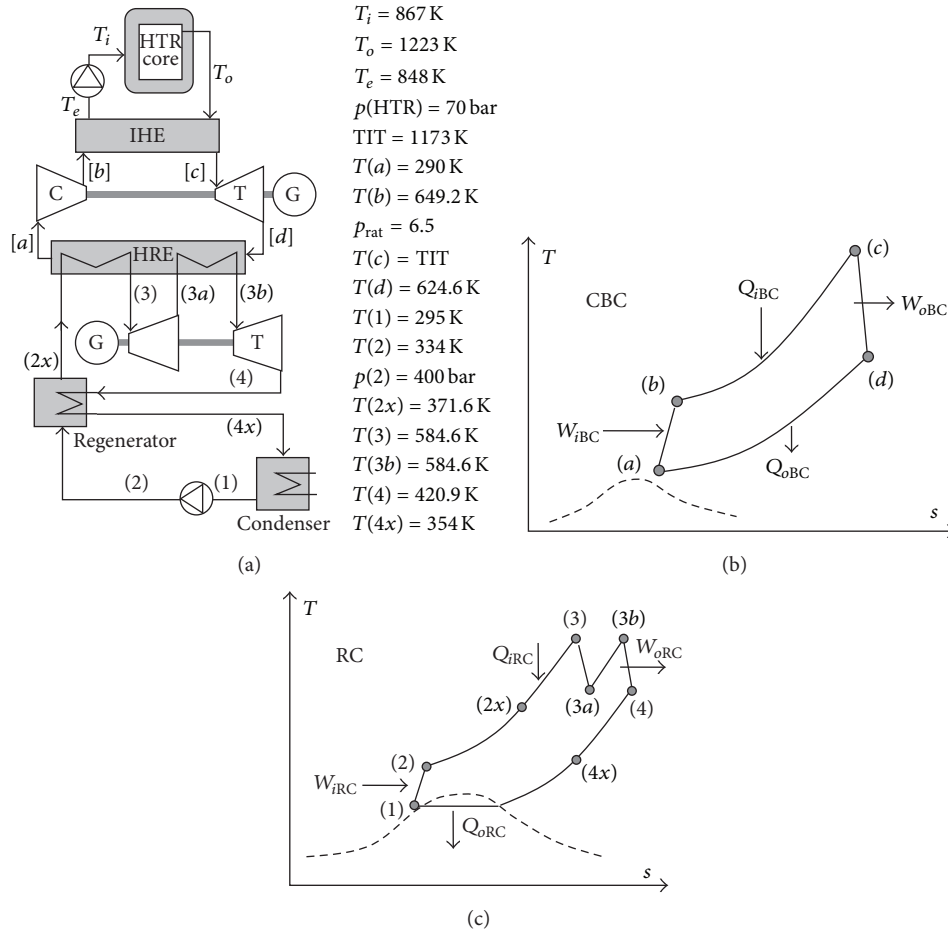 T_i
HTR
core
T_o
T_e
IHE
[b]
[c]
C
T
G
[a]
[d]
HRE
(3)
(3a)
(3b)
G
T
(2x)
(4)
(4x)
Regenerator
(2)
(1)
Condenser
T_i = 867 K
T_o = 1223 K
T_e = 848 K
p(HTR) = 70 bar
TIT = 1173 K
T(a) = 290 K
T(b) = 649.2 K
p_rat = 6.5
T(c) = TIT
T(d) = 624.6 K
T(1) = 295 K
T(2) = 334 K
p(2) = 400 bar
T(2x) = 371.6 K
T(3) = 584.6 K
T(3b) = 584.6 K
T(4) = 420.9 K
T(4x) = 354 K
(a)
T
(c)
CBC
Q_iBC
W_oBC
(b)
(d)
W_iBC
Q_oBC
(a)
s
(b)
T
(3)
(3b)
RC
Q_iRC
W_oRC
(2x)
(3a)
(4)
(2)
(4x)
W_iRC
(1)
Q_oRC
s
(c)